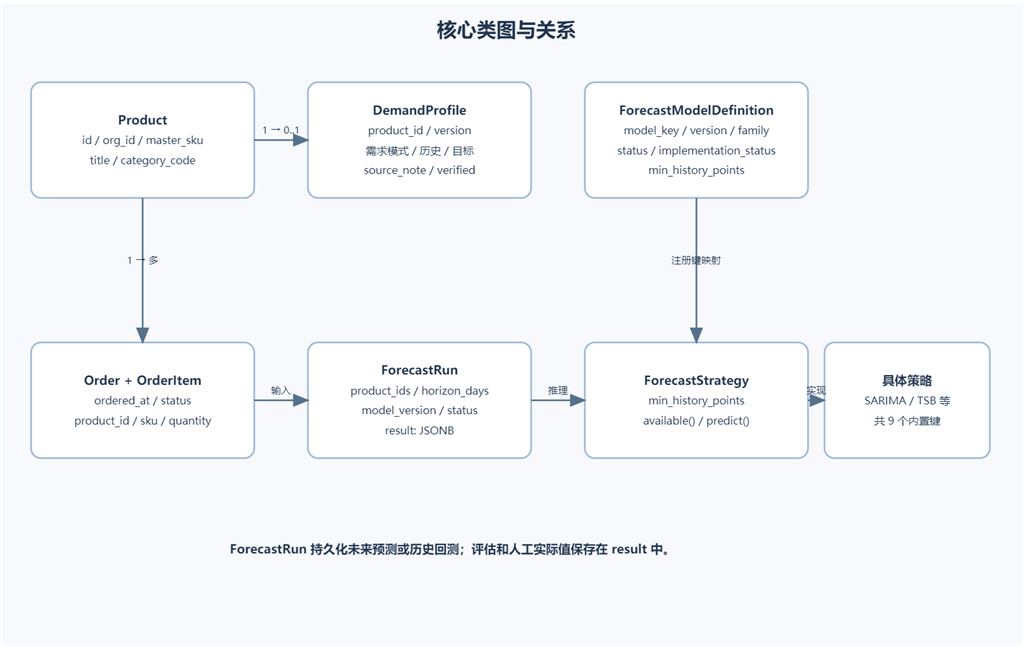 核心类图与关系
Product
id / org_id / master_sku
title / category_code
1 → 0..1
DemandProfile
product_id / version
需求模式 / 历史 / 目标
source_note / verified
ForecastModelDefinition
model_key / version / family
status / implementation_status
min_history_points
1 → 多
注册键映射
Order + OrderItem
ordered_at / status
product_id / sku / quantity
输入
ForecastRun
product_ids / horizon_days
model_version / status
result: JSONB
推理
ForecastStrategy
min_history_points
available() / predict()
实现
具体策略
SARIMA / TSB 等
共 9 个内置键
ForecastRun 持久化未来预测或历史回测；评估和人工实际值保存在 result 中。